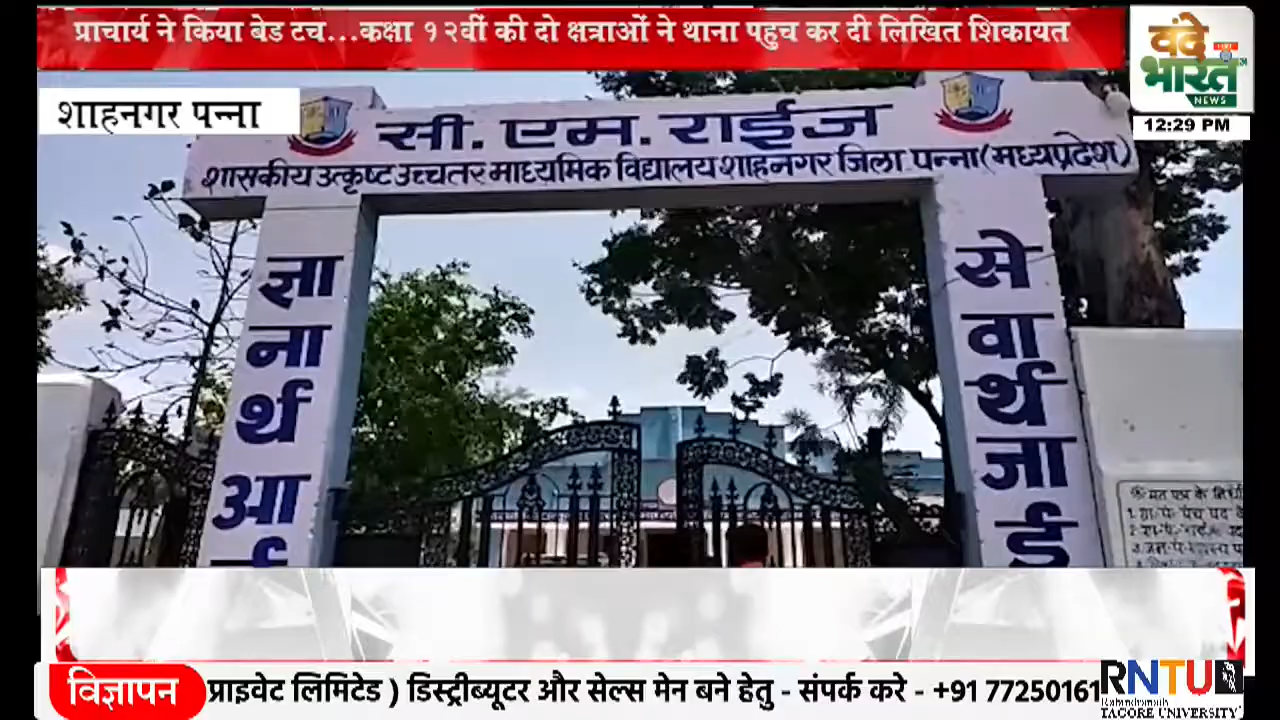 प्राचार्य ने किया बेड टच...कक्षा १२वीं की दो क्षत्राओं ने थाना पहुच कर दी लिखित शिकायत
वंदे
भारत
NEWS
12:29 PM
शाहनगर पन्ना
सी. एम. राईज
शासकीय उत्कृष्ट उच्चतर माध्यमिक विद्यालय शाहनगर जिला पन्ना (मध्यप्रदेश)
ज्ञा
ना
र्थ
आ
से
वा
र्थ
जा
ई
विज्ञापन
प्राइवेट लिमिटेड ) डिस्ट्रीब्यूटर और सेल्स मेन बने हेतु - संपर्क करे - +91 77250161
RNTU
Rabindranath
TAGORE UNIVERSITY